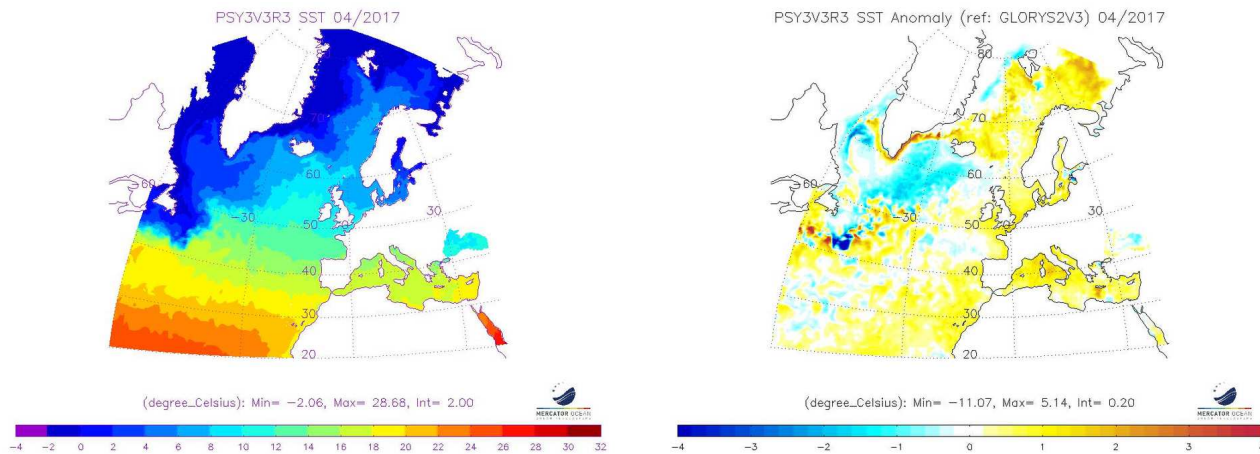 PSY3V3R3 SST 04/2017
80
70
60
-60
-30
50
30
40
30
20
(degree_Celsius): Min= -2.06, Max= 28.68, Int= 2.00
MERCATOR OCEAN
-4 -2 0 2 4 6 8 10 12 14 16 18 20 22 24 26 28 30 32
PSY3V3R3 SST Anomaly (ref: GLORYS2V3) 04/2017
80
70
60
-60
-30
50
30
40
30
20
(degree_Celsius): Min= -11.07, Max= 5.14, Int= 0.20
MERCATOR OCEAN
-4 -3 -2 -1 0 1 2 3